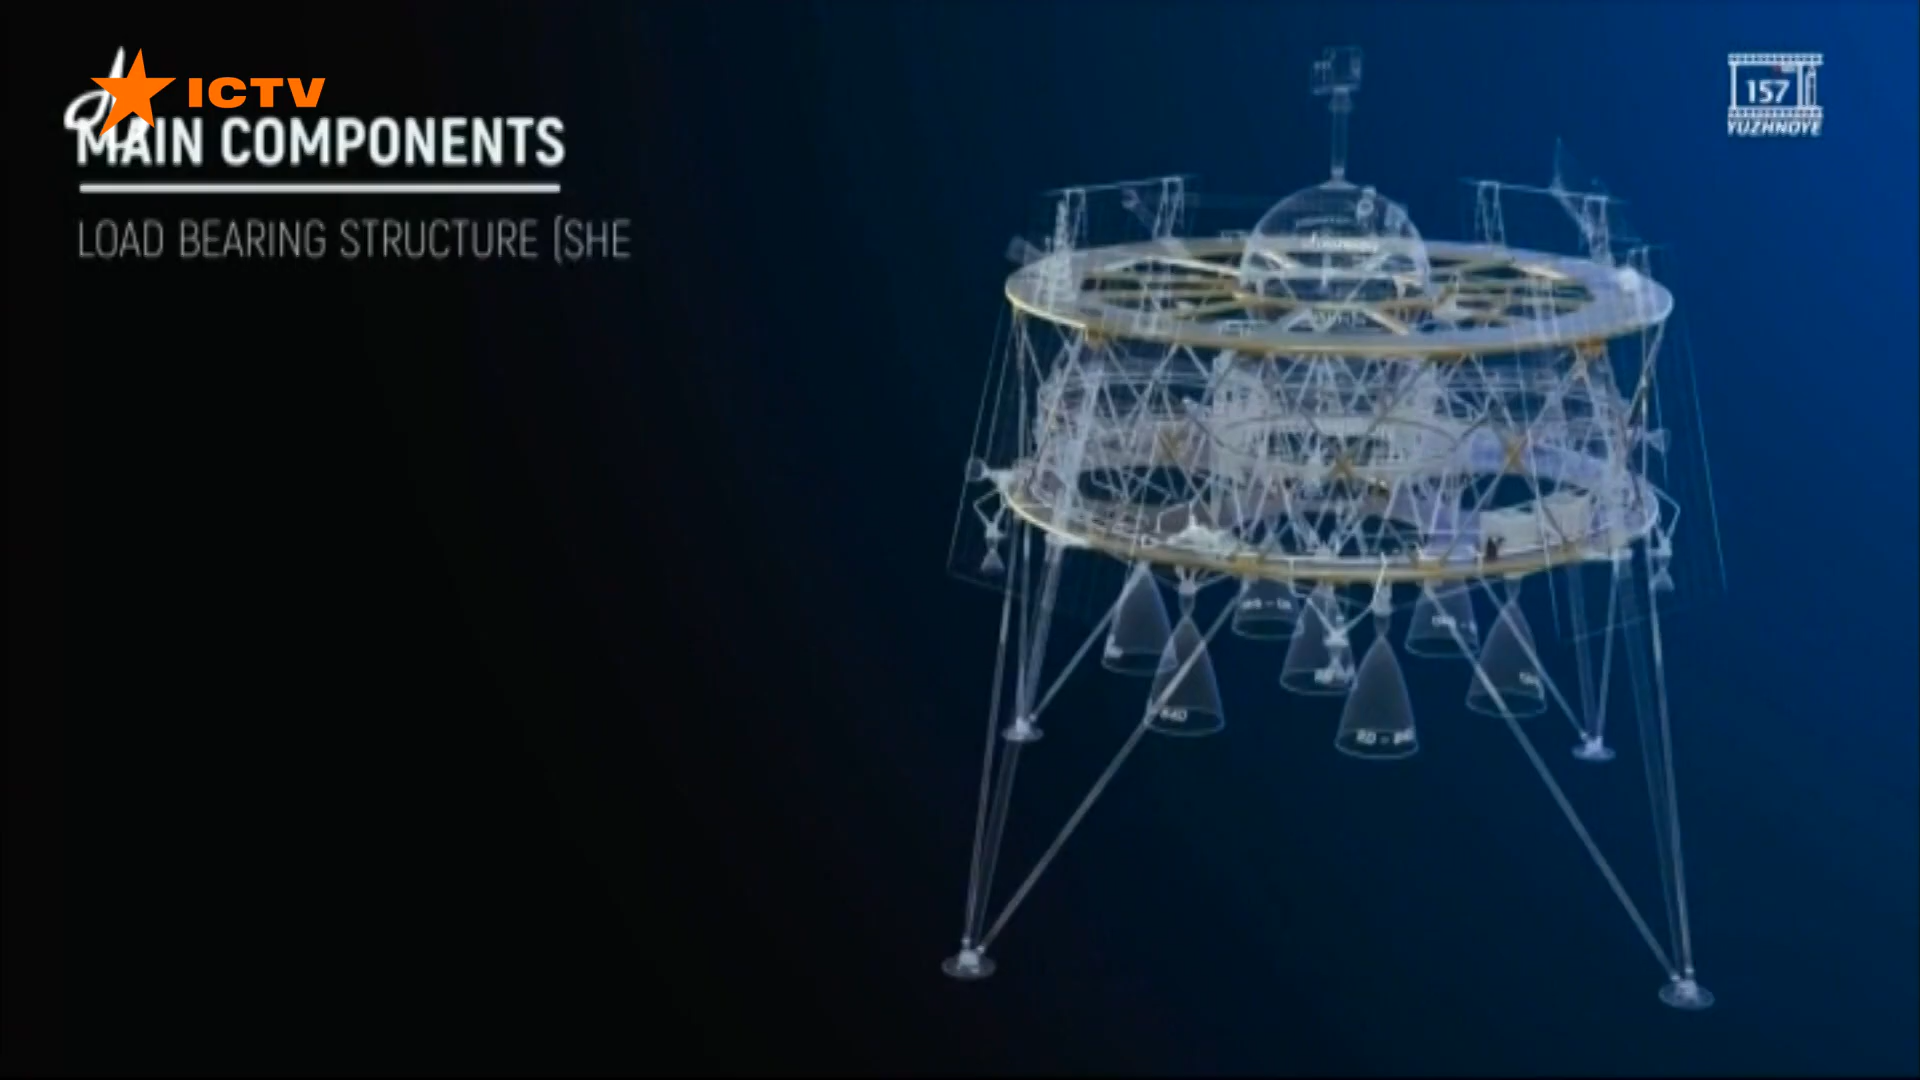 ICTV
MAIN COMPONENTS
LOAD BEARING STRUCTURE (SHE
157
YUZHNOYE